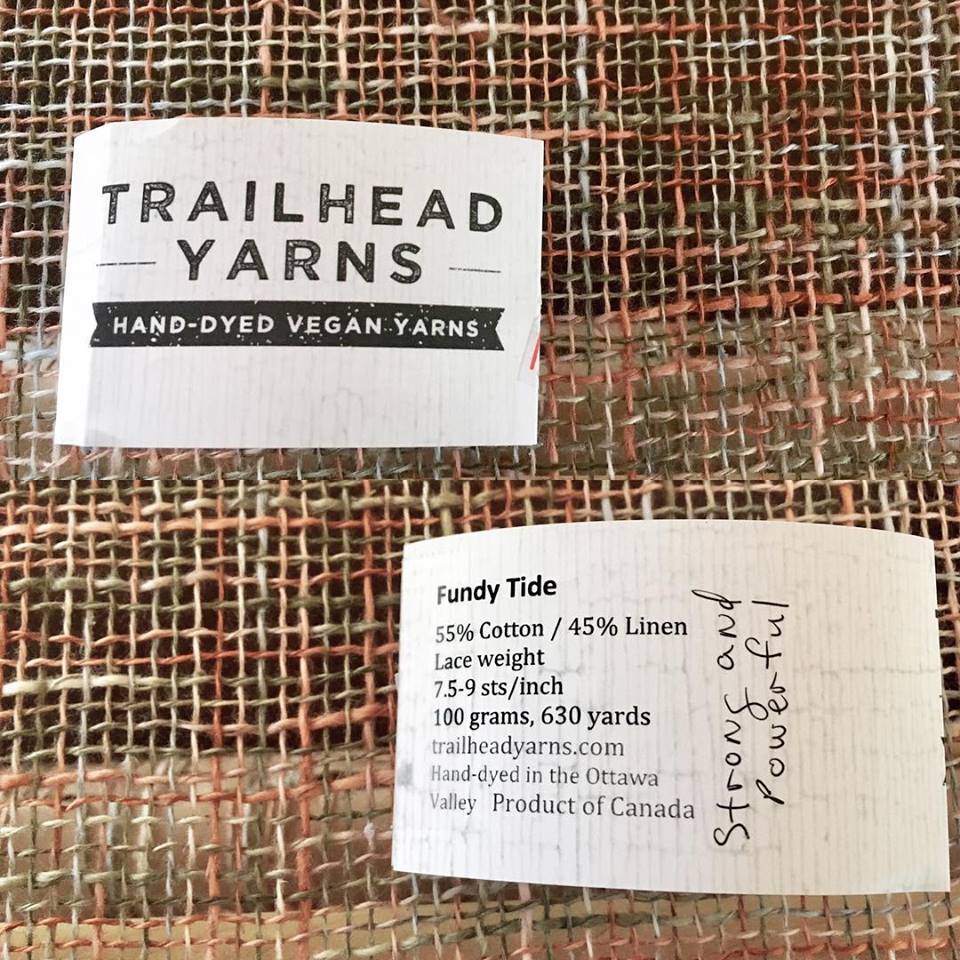 TRAILHEAD
YARNS
HAND-DYED VEGAN YARNS
Fundy Tide
55% Cotton / 45% Linen
Lace weight
7.5-9 sts/inch
100 grams, 630 yards
trailheadyarns.com
Hand-dyed in the Ottawa
Valley Product of Canada
Strong and
Powerful